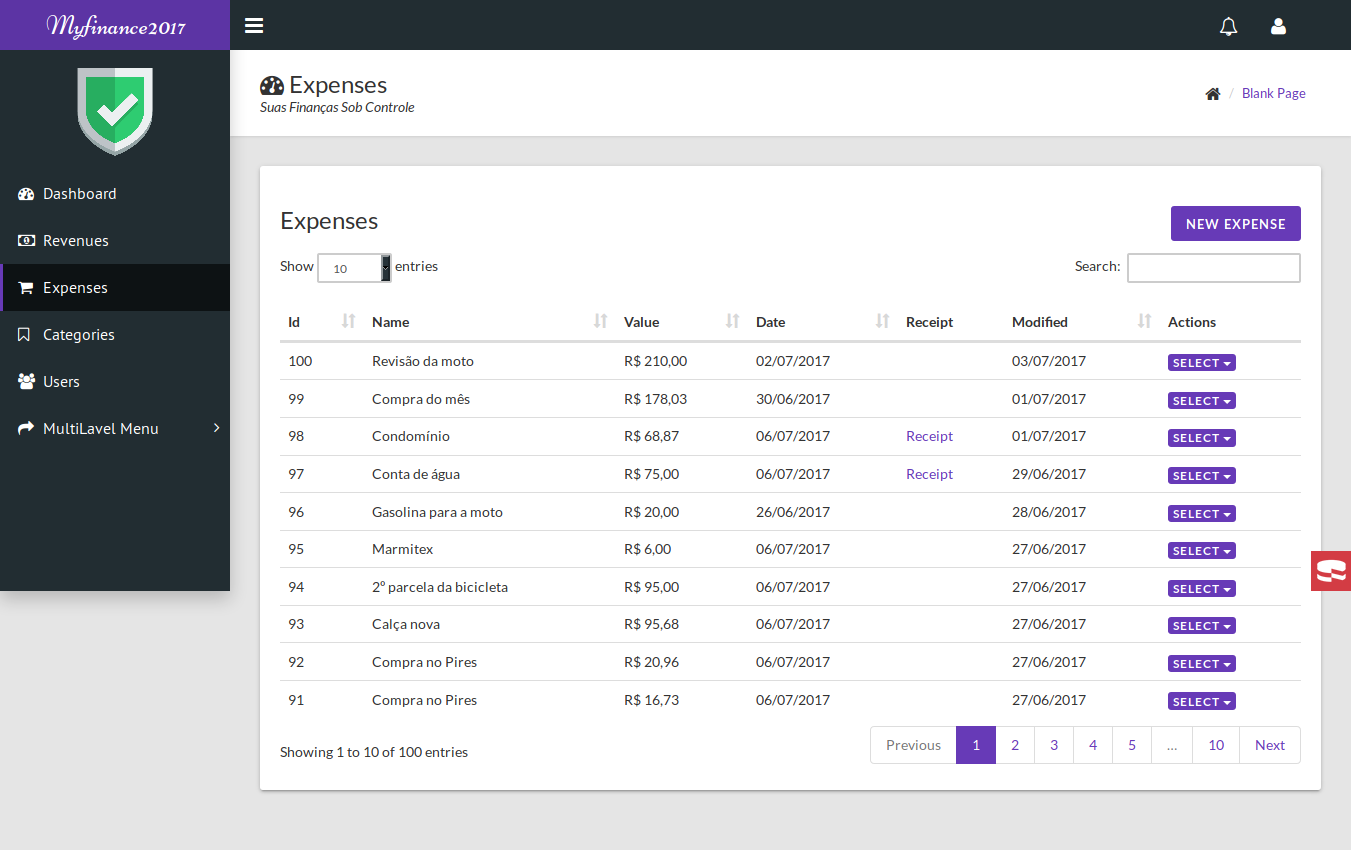 Myfinance2017
Expenses
Suas Finanças Sob Controle
/ Blank Page
Dashboard
Revenues
Expenses
Categories
Users
MultiLavel Menu
Expenses
NEW EXPENSE
Show 10 entries
Search:
Id Name Value Date Receipt Modified Actions
100 Revisão da moto R$ 210,00 02/07/2017 03/07/2017 SELECT
99 Compra do mês R$ 178,03 30/06/2017 01/07/2017 SELECT
98 Condomínio R$ 68,87 06/07/2017 Receipt 01/07/2017 SELECT
97 Conta de água R$ 75,00 06/07/2017 Receipt 29/06/2017 SELECT
96 Gasolina para a moto R$ 20,00 26/06/2017 28/06/2017 SELECT
95 Marmitex R$ 6,00 06/07/2017 27/06/2017 SELECT
94 2º parcela da bicicleta R$ 95,00 06/07/2017 27/06/2017 SELECT
93 Calça nova R$ 95,68 06/07/2017 27/06/2017 SELECT
92 Compra no Pires R$ 20,96 06/07/2017 27/06/2017 SELECT
91 Compra no Pires R$ 16,73 06/07/2017 27/06/2017 SELECT
Showing 1 to 10 of 100 entries
Previous 1 2 3 4 5 … 10 Next